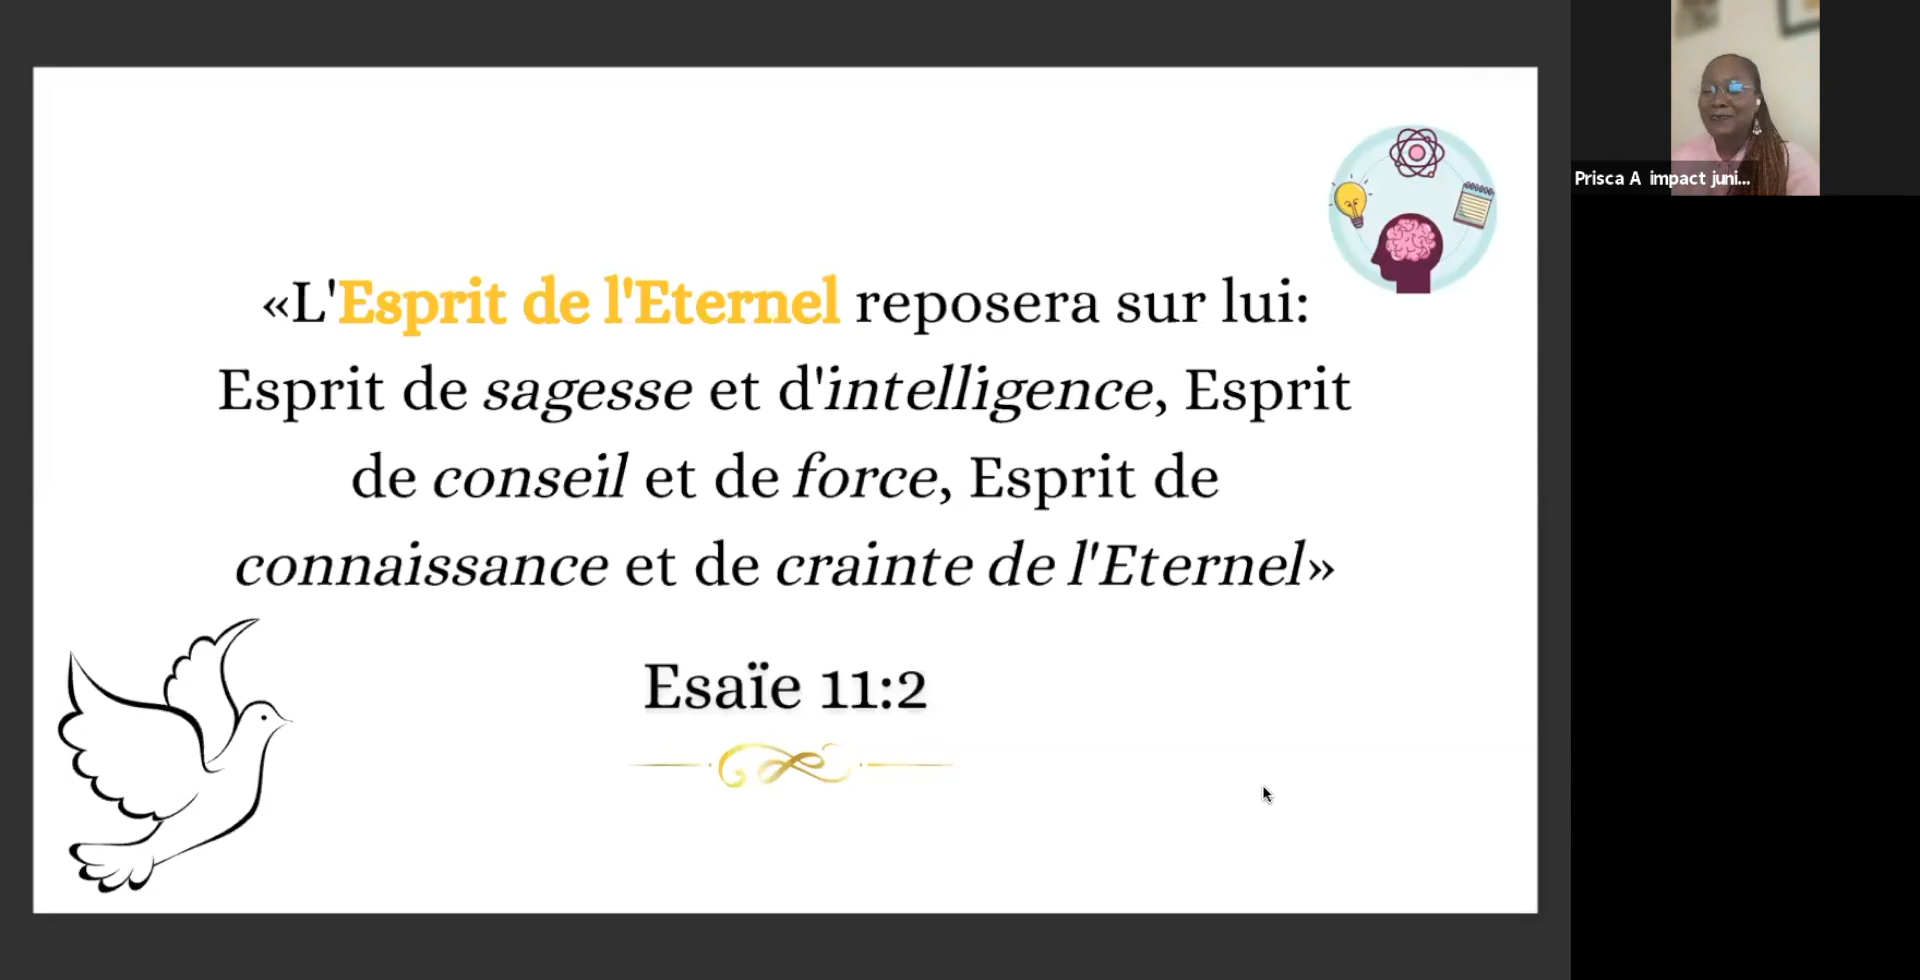 «L'Esprit de l'Eternel reposera sur lui:
Esprit de sagesse et d'intelligence, Esprit
de conseil et de force, Esprit de
connaissance et de crainte de l'Eternel»
Esaïe 11:2
Prisca A impact juni...